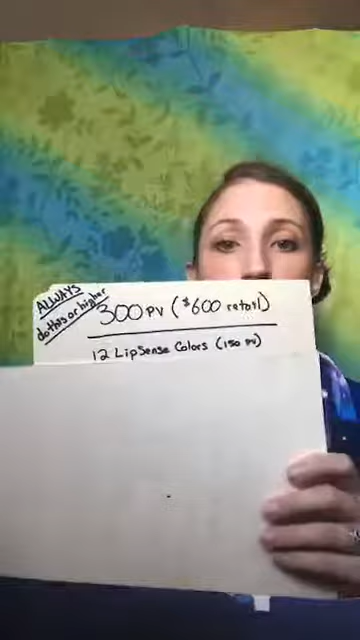 ALWAYS
do this or higher
300 PV ($600 retail)
12 LipSense Colors (150 PV)